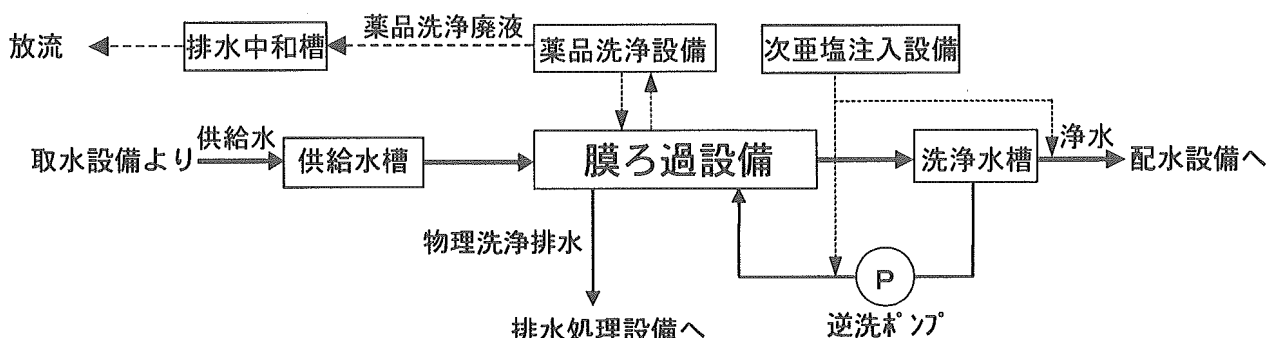 放流
排水中和槽
薬品洗浄廃液
薬品洗浄設備
次亜塩注入設備
取水設備より
供給水
供給水槽
膜ろ過設備
洗浄水槽
浄水
配水設備へ
物理洗浄排水
P
排水処理設備へ
逆洗ﾎﾟﾝﾌﾟ